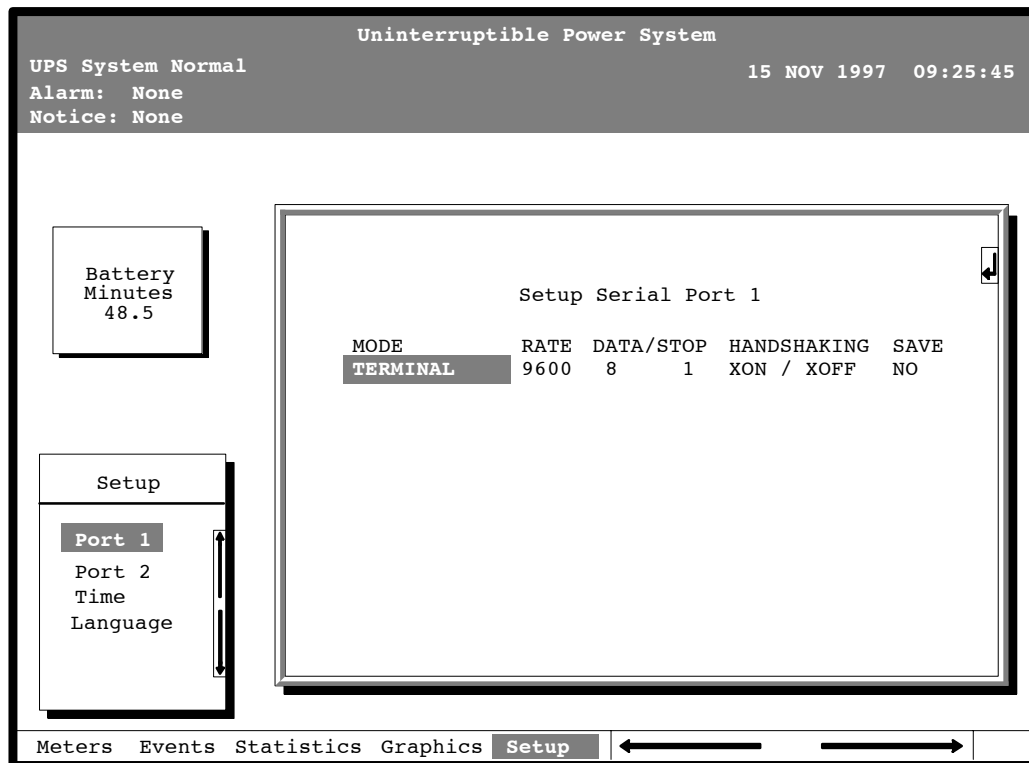 Uninterruptible Power System
UPS System Normal
15 NOV 1997 09:25:45
Alarm: None
Notice: None
Battery
Minutes
48.5
Setup Serial Port 1
MODE RATE DATA/STOP HANDSHAKING SAVE
TERMINAL 9600 8 1 XON / XOFF NO
Setup
Port 1
Port 2
Time
Language
Meters Events Statistics Graphics Setup